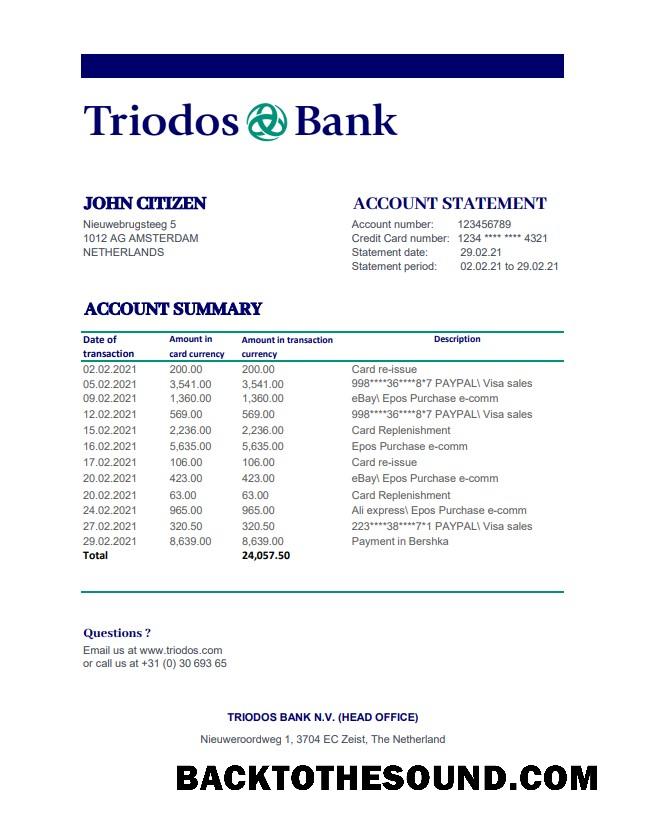 Triodos Bank
JOHN CITIZEN
Nieuwebrugsteeg 5
1012 AG AMSTERDAM
NETHERLANDS
ACCOUNT STATEMENT
Account number: 123456789
Credit Card number: 1234 **** **** 4321
Statement date: 29.02.21
Statement period: 02.02.21 to 29.02.21
ACCOUNT SUMMARY
Date of transaction Amount in card currency Amount in transaction currency Description
02.02.2021 200.00 200.00 Card re-issue
05.02.2021 3,541.00 3,541.00 998****36****8*7 PAYPAL\ Visa sales
09.02.2021 1,360.00 1,360.00 eBay\ Epos Purchase e-comm
12.02.2021 569.00 569.00 998****36****8*7 PAYPAL\ Visa sales
15.02.2021 2,236.00 2,236.00 Card Replenishment
16.02.2021 5,635.00 5,635.00 Epos Purchase e-comm
17.02.2021 106.00 106.00 Card re-issue
20.02.2021 423.00 423.00 eBay\ Epos Purchase e-comm
20.02.2021 63.00 63.00 Card Replenishment
24.02.2021 965.00 965.00 Ali express\ Epos Purchase e-comm
27.02.2021 320.50 320.50 223****38****7*1 PAYPAL\ Visa sales
29.02.2021 8,639.00 8,639.00 Payment in Bershka
Total 24,057.50
Questions ?
Email us at www.triodos.com
or call us at +31 (0) 30 693 65
TRIODOS BANK N.V. (HEAD OFFICE)
Nieuweroordweg 1, 3704 EC Zeist, The Netherland
BACKTOTHESOUND.COM